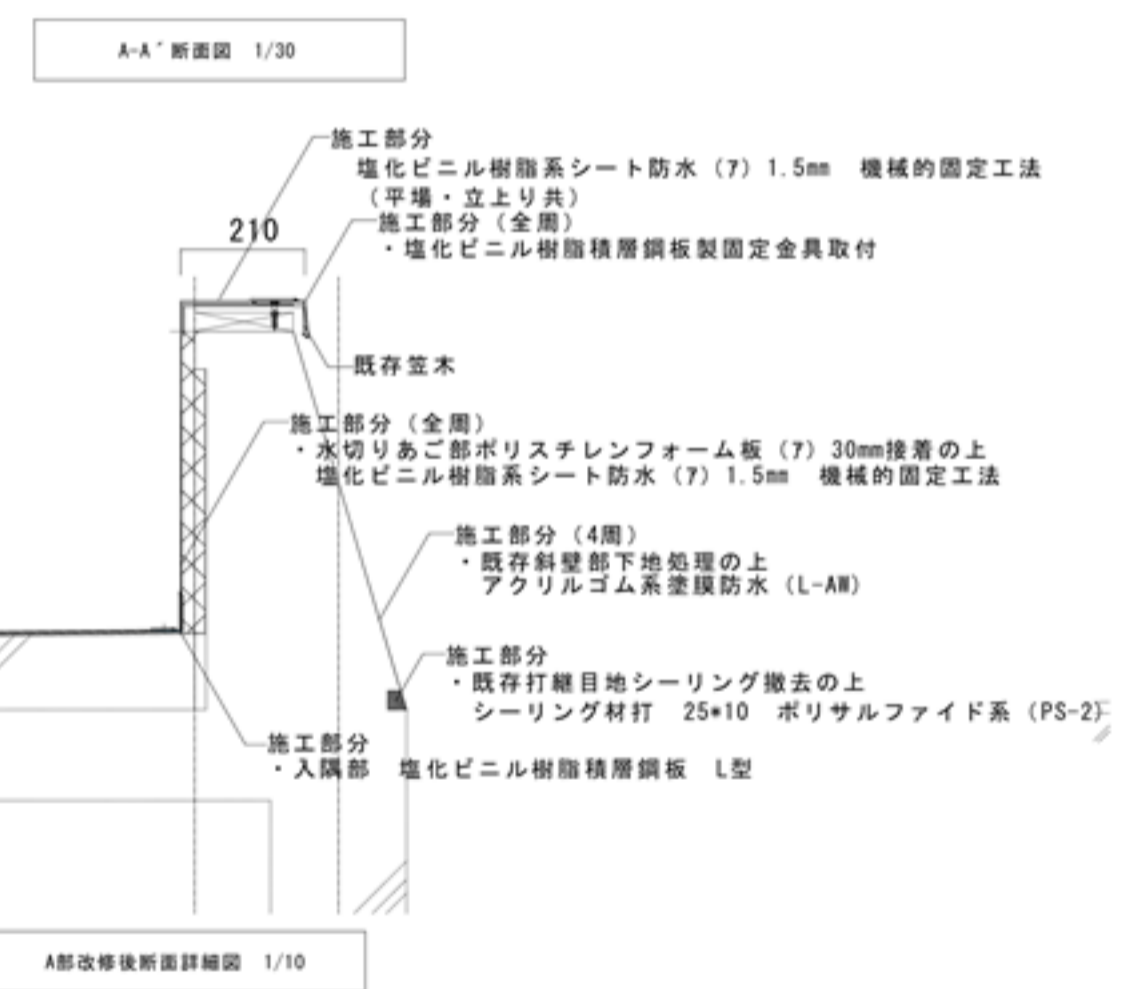 A-A´断面図 1/30
施工部分
塩化ビニル樹脂系シート防水（ｱ）1.5mm 機械的固定工法
（平場・立上り共）
施工部分（全周）
210
・塩化ビニル樹脂積層鋼板製固定金具取付
既存笠木
施工部分（全周）
・水切りあご部ポリスチレンフォーム板（ｱ）30mm接着の上
塩化ビニル樹脂系シート防水（ｱ）1.5mm 機械的固定工法
施工部分（4周）
・既存斜壁部下地処理の上
アクリルゴム系塗膜防水（L-AW）
施工部分
・既存打継目地シーリング撤去の上
シーリング材打 25*10 ポリサルファイド系（PS-2）
施工部分
・入隅部 塩化ビニル樹脂積層鋼板 L型
A部改修後断面詳細図 1/10